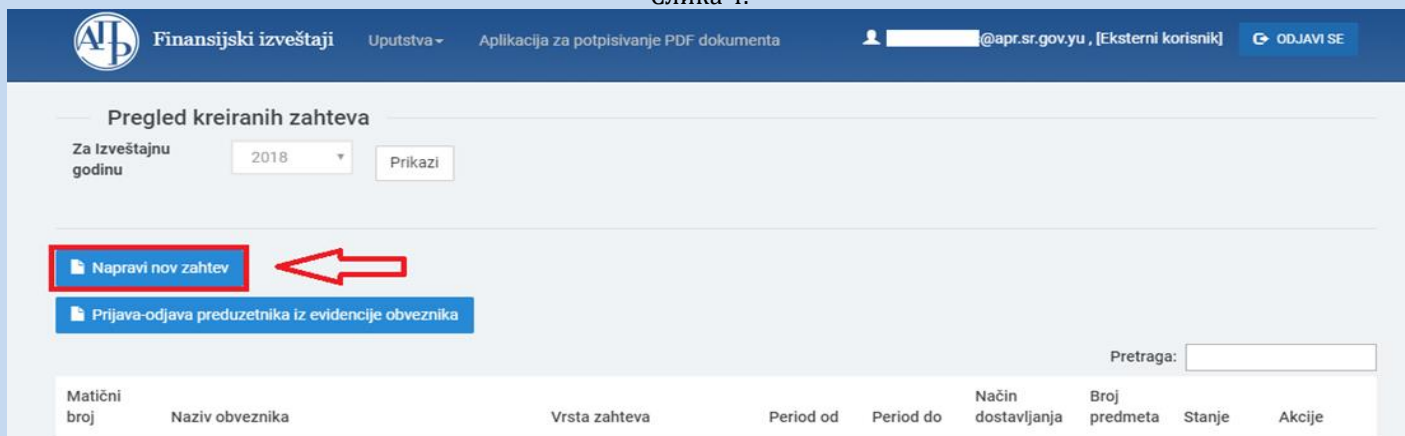 АПР Finansijski izveštaji Uputstva Aplikacija za potpisivanje PDF dokumenta @apr.sr.gov.yu , [Eksterni korisnik] ODJAVI SE
Pregled kreiranih zahteva
Za Izveštajnu
godinu
2018 Prikazi
Napravi nov zahtev
Prijava-odjava preduzetnika iz evidencije obveznika
Pretraga:
Matični
broj
Naziv obveznika
Vrsta zahteva
Period od
Period do
Način
dostavljanja
Broj
predmeta
Stanje
Akcije